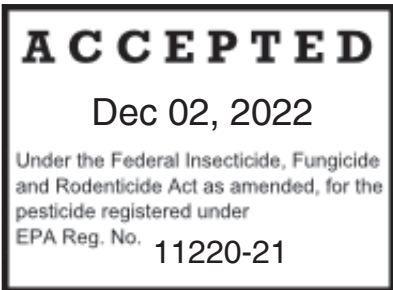 ACCEPTED
Dec 02, 2022
Under the Federal Insecticide, Fungicide
and Rodenticide Act as amended, for the
pesticide registered under
EPA Reg. No. 11220-21